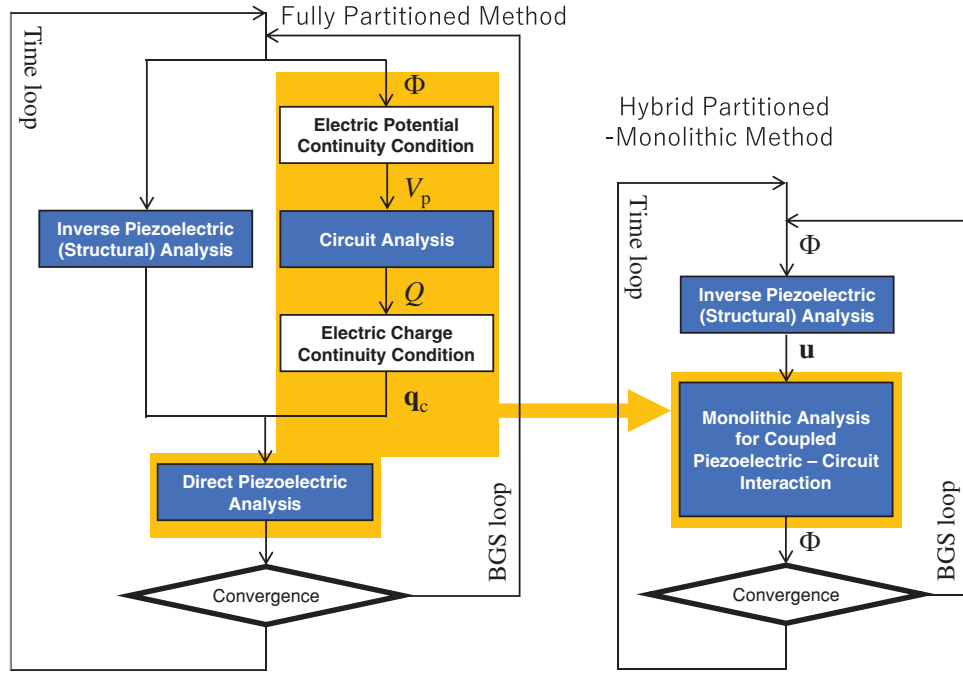 Fully Partitioned Method
Time loop
Φ
Electric Potential
Continuity Condition
V_p
Inverse Piezoelectric
(Structural) Analysis
Circuit Analysis
Q
Electric Charge
Continuity Condition
q_c
Direct Piezoelectric
Analysis
BGS loop
Convergence
Hybrid Partitioned
-Monolithic Method
Time loop
Φ
Inverse Piezoelectric
(Structural) Analysis
u
Monolithic Analysis
for Coupled
Piezoelectric – Circuit
Interaction
Φ
BGS loop
Convergence